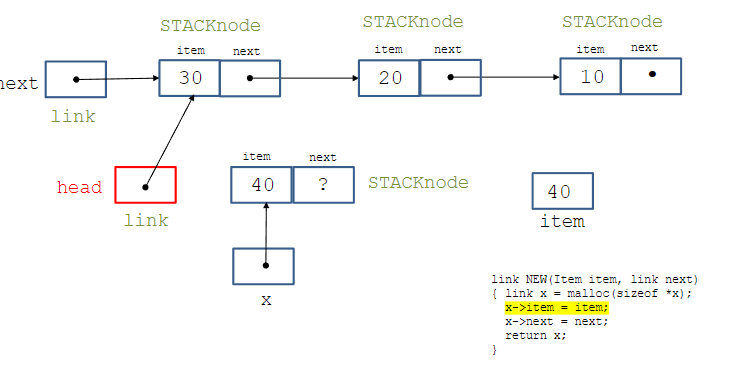 STACKnode
STACKnode
STACKnode
item next
item next
item next
next
30
20
10
link
item next
head
40 ?
STACKnode
40
link
item
x
link NEW(Item item, link next)
{ link x = malloc(sizeof *x);
x->item = item;
x->next = next;
return x;
}